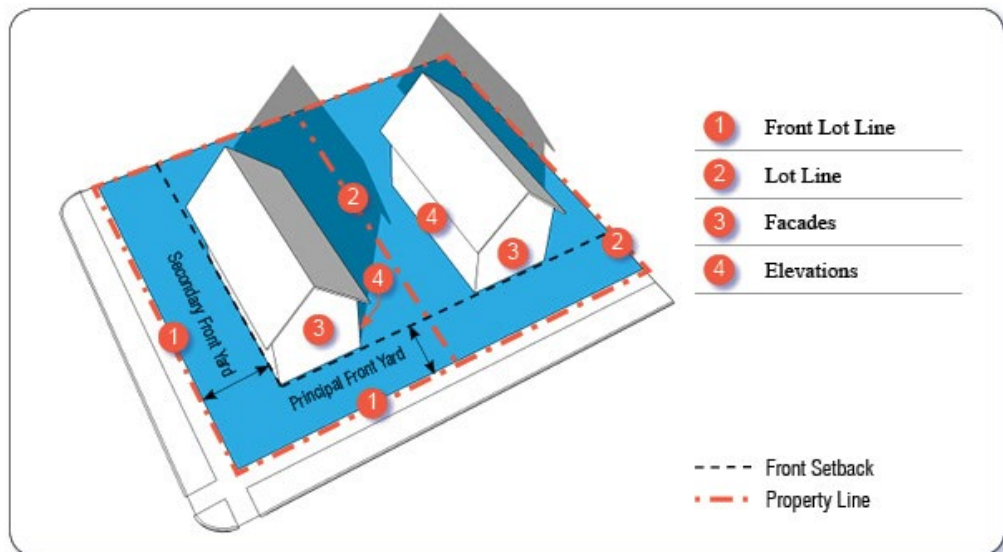 1 Front Lot Line
2 Lot Line
3 Facades
4 Elevations
2
4
3
2
4
3
1
Secondary Front Yard
Principal Front Yard
1
Front Setback
Property Line